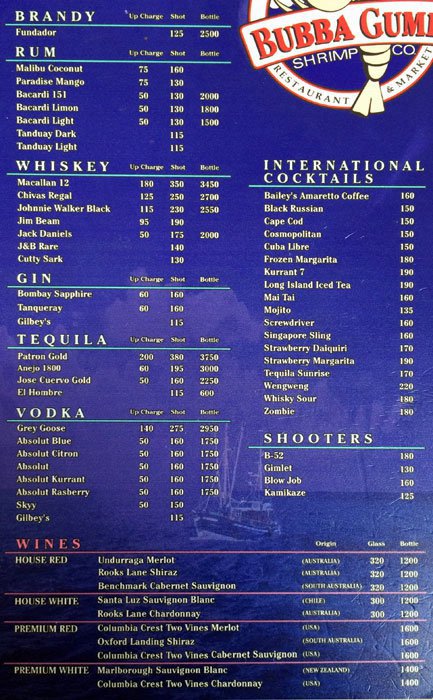 BRANDY Up Charge Shot Bottle
Fundador 125 2500
RUM Up Charge Shot Bottle
Malibu Coconut 75 160
Paradise Mango 75 130
Bacardi 151 50 130 2000
Bacardi Limon 50 130 1800
Bacardi Light 50 130 1500
Tanduay Dark 115
Tanduay Light 115
WHISKEY Up Charge Shot Bottle
Macallan 12 180 350 3450
Chivas Regal 125 250 2700
Johnnie Walker Black 115 230 2550
Jim Beam 95 190
Jack Daniels 50 175 2000
J&B Rare 140
Cutty Sark 130
GIN Up Charge Shot Bottle
Bombay Sapphire 60 160
Tanqueray 60 160
Gilbey's 115
TEQUILA Up Charge Shot Bottle
Patron Gold 200 380 3750
Anejo 1800 60 195 3000
Jose Cuervo Gold 50 160 2250
El Hombre 115 600
VODKA Up Charge Shot Bottle
Grey Goose 140 275 2950
Absolut Blue 50 160 1750
Absolut Citron 50 160 1750
Absolut 50 160 1750
Absolut Kurrant 50 160 1750
Absolut Rasberry 50 160 1750
Skyy 50 150
Gilbey's 115
BUBBA GUMP
SHRIMP CO.
RESTAURANT & MARKET
INTERNATIONAL
COCKTAILS
Bailey's Amaretto Coffee 160
Black Russian 150
Cape Cod 150
Cosmopolitan 150
Cuba Libre 150
Frozen Margarita 180
Kurrant 7 190
Long Island Iced Tea 190
Mai Tai 160
Mojito 135
Screwdriver 160
Singapore Sling 160
Strawberry Daiquiri 170
Strawberry Margarita 190
Tequila Sunrise 170
Wengweng 220
Whisky Sour 180
Zombie 180
SHOOTERS
B-52 180
Gimlet 130
Blow Job 160
Kamikaze 125
WINES Origin Glass Bottle
HOUSE RED Undurraga Merlot (AUSTRALIA) 320 1200
Rooks Lane Shiraz (AUSTRALIA) 320 1200
Benchmark Cabernet Sauvignon (SOUTH AUSTRALIA) 320 1200
HOUSE WHITE Santa Luz Sauvignon Blanc (CHILE) 300 1200
Rooks Lane Chardonnay (AUSTRALIA) 300 1200
PREMIUM RED Columbia Crest Two Vines Merlot (USA) 1600
Oxford Landing Shiraz (SOUTH AUSTRALIA) 1600
Columbia Crest Two Vines Cabernet Sauvignon (USA) 1600
PREMIUM WHITE Marlborough Sauvignon Blanc (NEW ZEALAND) 1400
Columbia Crest Two Vines Chardonnay (USA) 1400